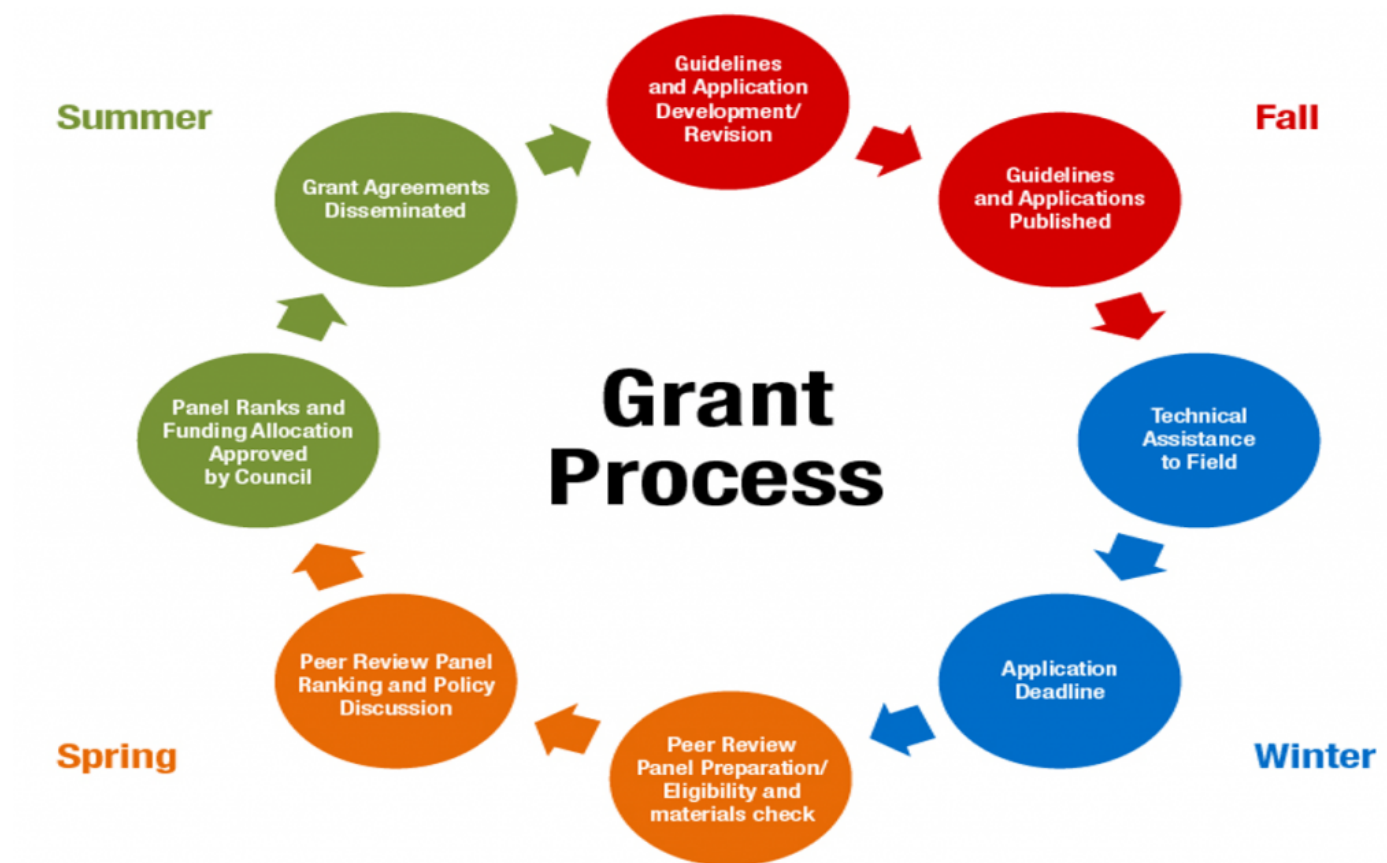 Summer
Fall
Guidelines
and Application
Development/
Revision
Guidelines
and Applications
Published
Technical
Assistance
to Field
Application
Deadline
Peer Review
Panel Preparation/
Eligibility and
materials check
Peer Review Panel
Ranking and Policy
Discussion
Panel Ranks and
Funding Allocation
Approved
by Council
Grant Agreements
Disseminated
Grant
Process
Spring
Winter